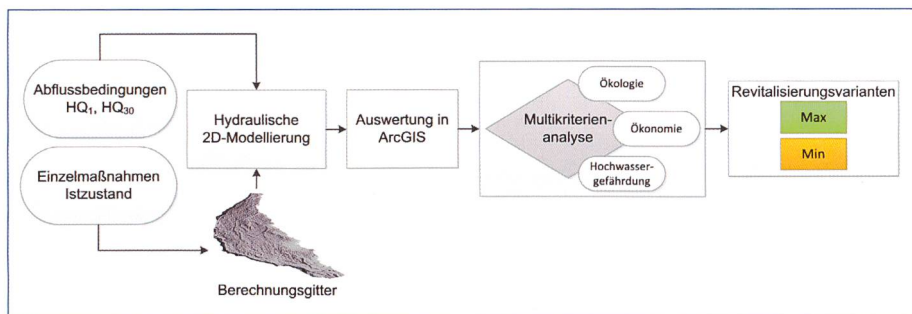 Abflussbedingungen
HQ₁, HQ₃₀
Einzelmaßnahmen
Istzustand
Hydraulische
2D-Modellierung
Berechnungsgitter
Auswertung in
ArcGIS
Ökologie
Multikriterien-
analyse
Ökonomie
Hochwasser-
gefährdung
Revitalisierungsvarianten
Max
Min